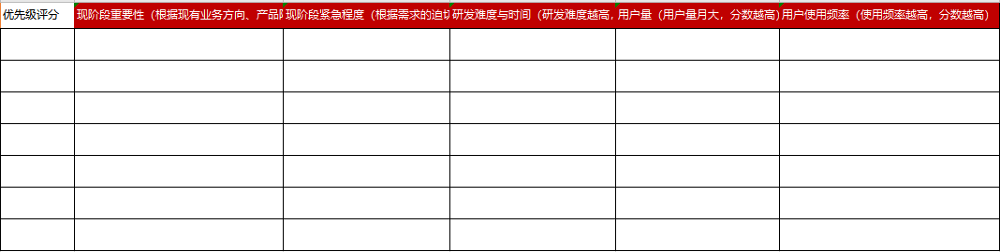 优先级评分
现阶段重要性（根据现有业务方向、产品
现阶段紧急程度（根据需求的迫切
研发难度与时间（研发难度越高，
用户量（用户量月大，分数越高）
用户使用频率（使用频率越高，分数越高）